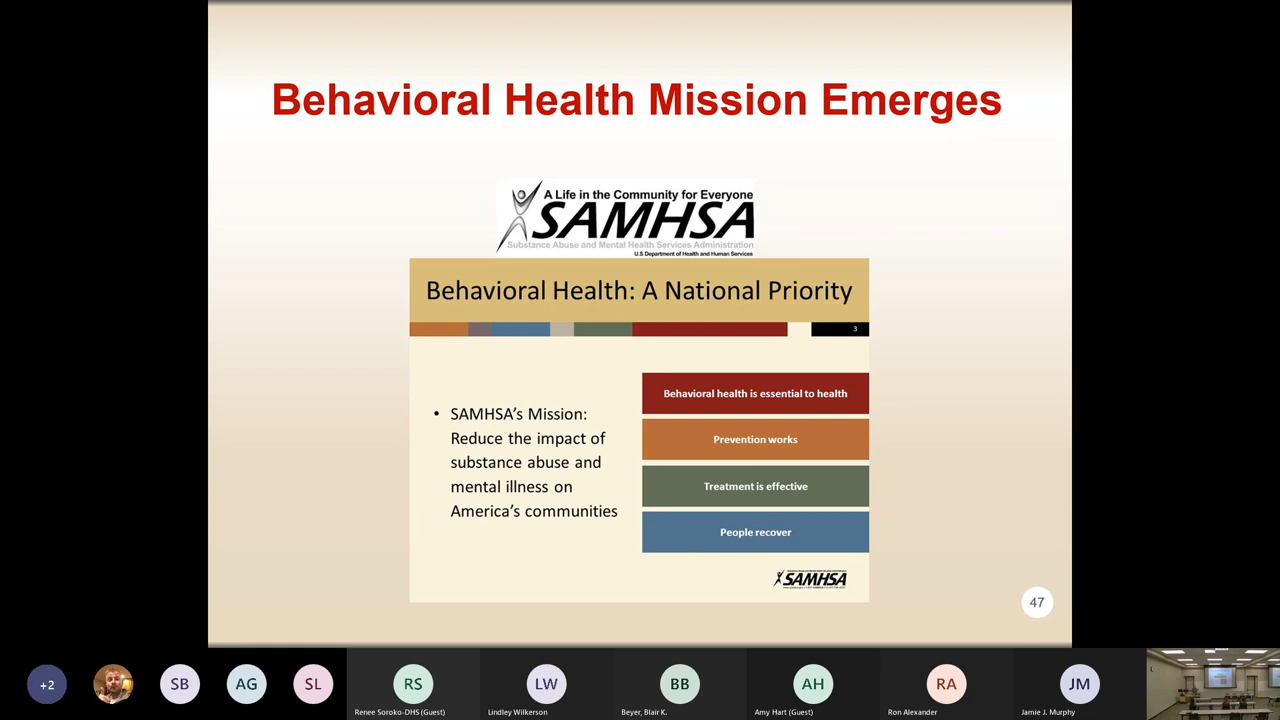 Behavioral Health Mission Emerges
A Life in the Community for Everyone
SAMHSA
Substance Abuse and Mental Health Services Administration
U.S Department of Health and Human Services
Behavioral Health: A National Priority
3
• SAMHSA's Mission:
Reduce the impact of
substance abuse and
mental illness on
America's communities
Behavioral health is essential to health
Prevention works
Treatment is effective
People recover
SAMHSA
47
+2
SB
AG
SL
RS
Renee Soroko-DHS (Guest)
LW
Lindley Wilkerson
BB
Beyer, Blair K.
AH
Amy Hart (Guest)
RA
Ron Alexander
JM
Jamie J. Murphy